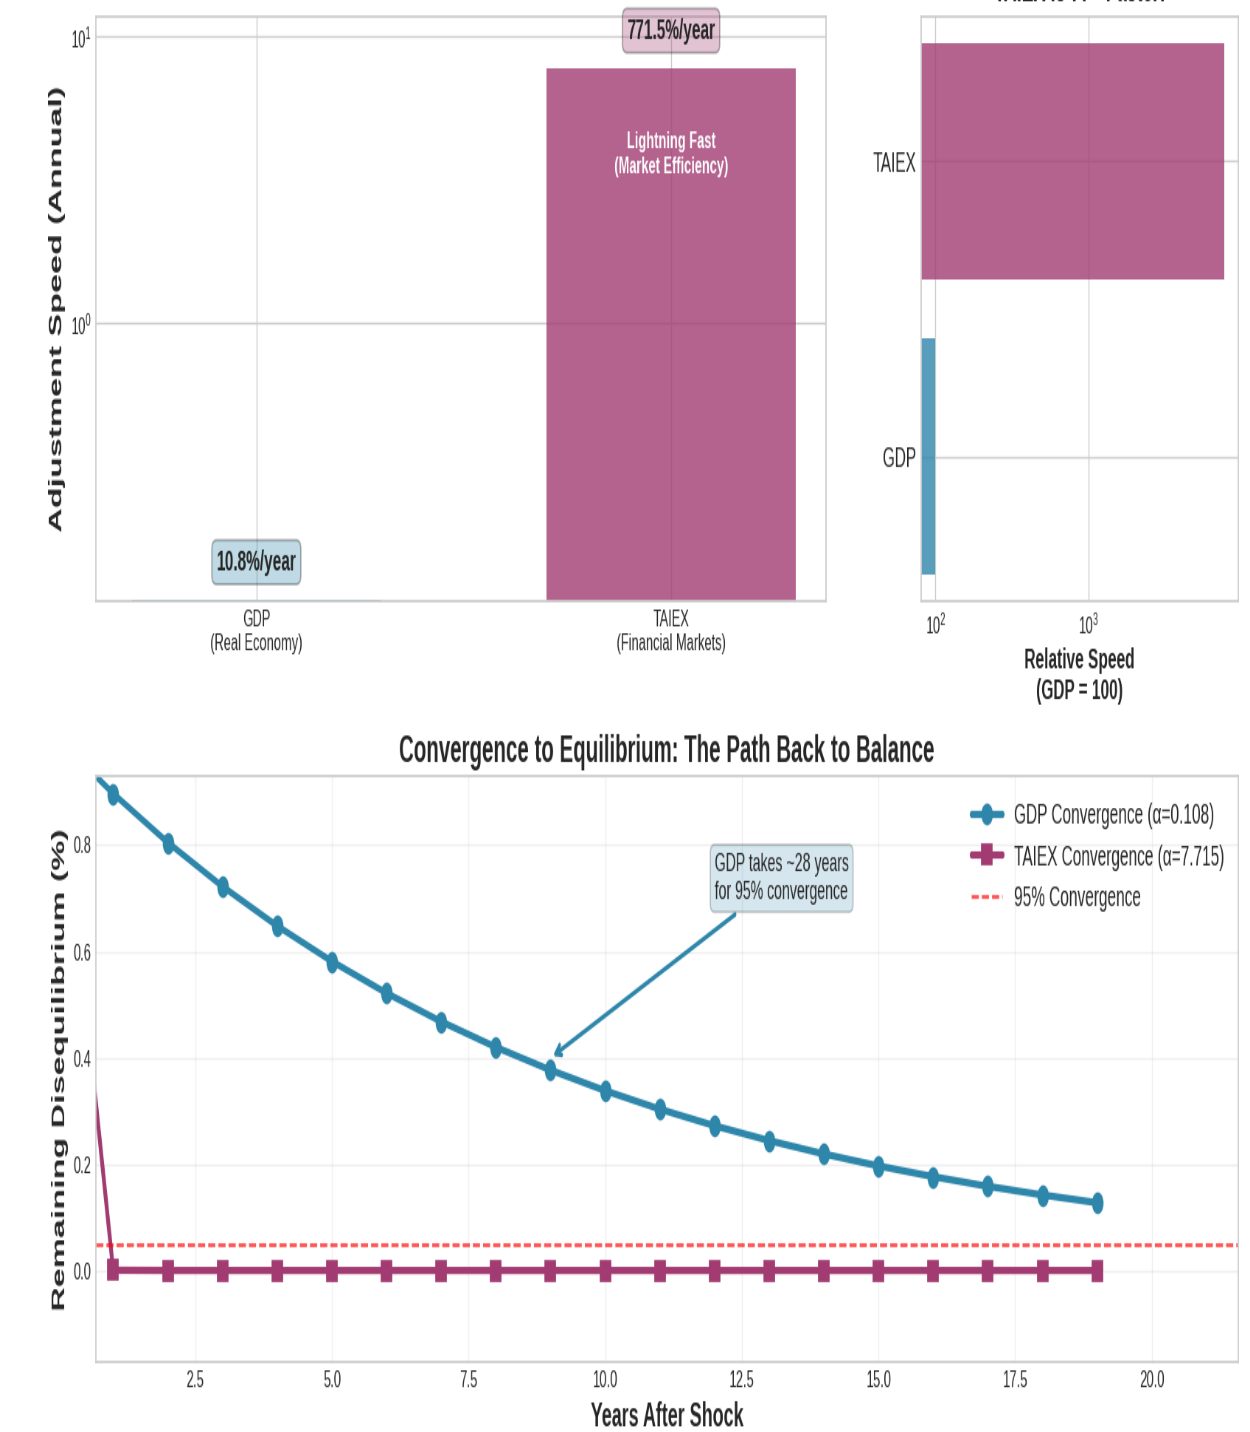 Adjustment Speed (Annual)
10¹
10⁰
771.5%/year
Lightning Fast
(Market Efficiency)
10.8%/year
GDP
(Real Economy)
TAIEX
(Financial Markets)
TAIEX
GDP
10²
10³
Relative Speed
(GDP = 100)
Convergence to Equilibrium: The Path Back to Balance
Remaining Disequilibrium (%)
0.8
0.6
0.4
0.2
0.0
GDP takes ~28 years
for 95% convergence
GDP Convergence (α=0.108)
TAIEX Convergence (α=7.715)
95% Convergence
2.5
5.0
7.5
10.0
12.5
15.0
17.5
20.0
Years After Shock